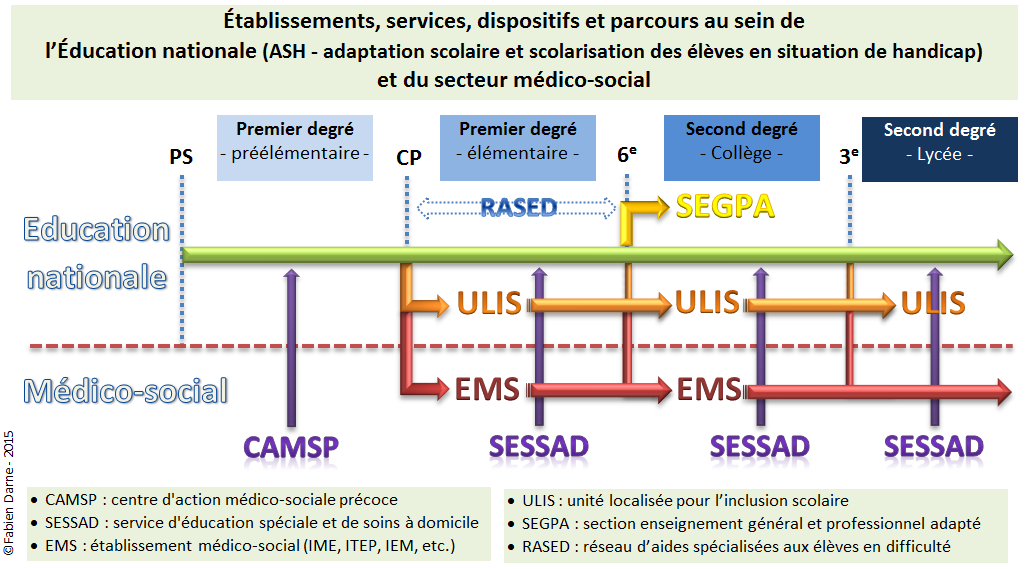 Établissements, services, dispositifs et parcours au sein de
l'Éducation nationale (ASH - adaptation scolaire et scolarisation des élèves en situation de handicap)
et du secteur médico-social
Premier degré
- préélémentaire -
Premier degré
- élémentaire -
Second degré
- Collège -
Second degré
- Lycée -
PS
CP
6e
3e
RASED
SEGPA
Education
nationale
ULIS
ULIS
ULIS
Médico-social
EMS
EMS
CAMSP
SESSAD
SESSAD
SESSAD
©Fabien Darne - 2015
• CAMSP : centre d'action médico-sociale précoce
• SESSAD : service d'éducation spéciale et de soins à domicile
• EMS : établissement médico-social (IME, ITEP, IEM, etc.)
• ULIS : unité localisée pour l'inclusion scolaire
• SEGPA : section enseignement général et professionnel adapté
• RASED : réseau d'aides spécialisées aux élèves en difficulté